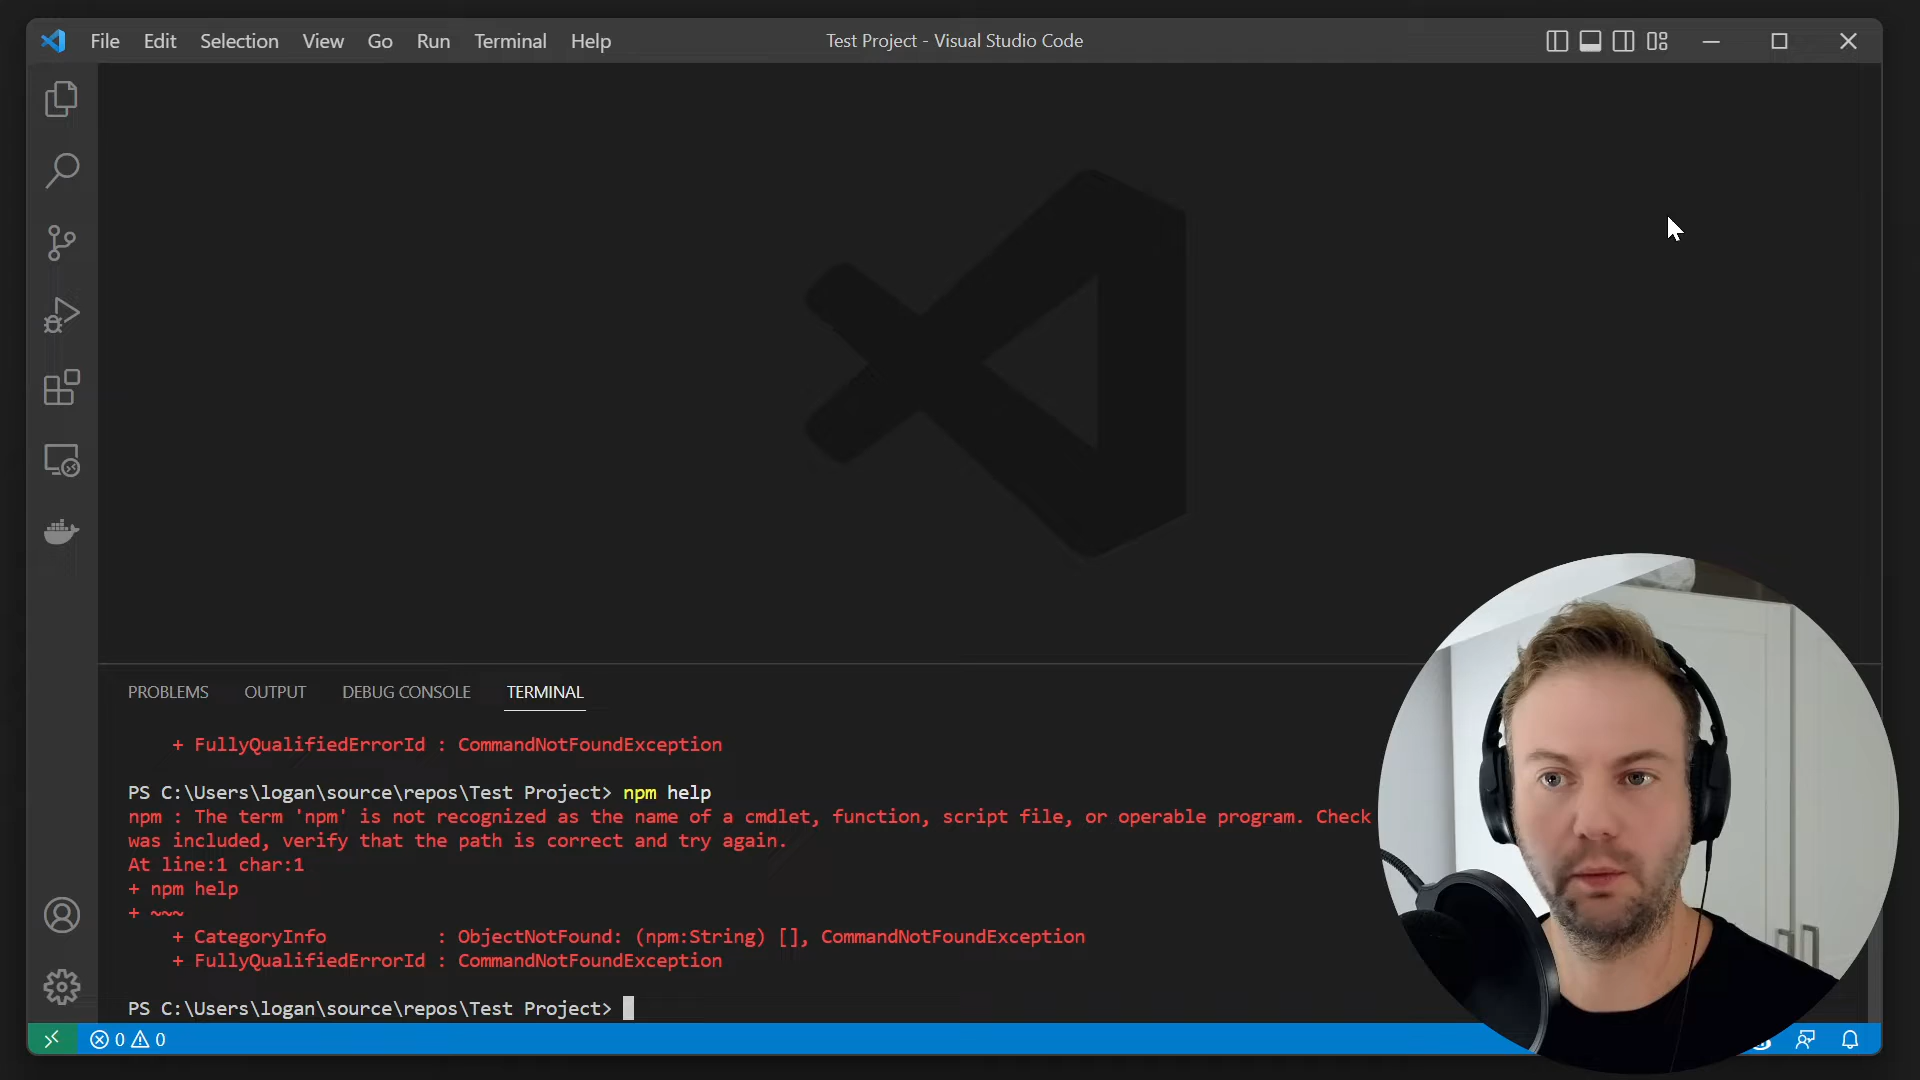 File Edit Selection View Go Run Terminal Help
Test Project - Visual Studio Code
PROBLEMS OUTPUT DEBUG CONSOLE TERMINAL
+ FullyQualifiedErrorId : CommandNotFoundException
PS C:\Users\logan\source\repos\Test Project> npm help
npm : The term 'npm' is not recognized as the name of a cmdlet, function, script file, or operable program. Check
was included, verify that the path is correct and try again.
At line:1 char:1
+ npm help
+ ~~~
+ CategoryInfo : ObjectNotFound: (npm:String) [], CommandNotFoundException
+ FullyQualifiedErrorId : CommandNotFoundException
PS C:\Users\logan\source\repos\Test Project>
0 0